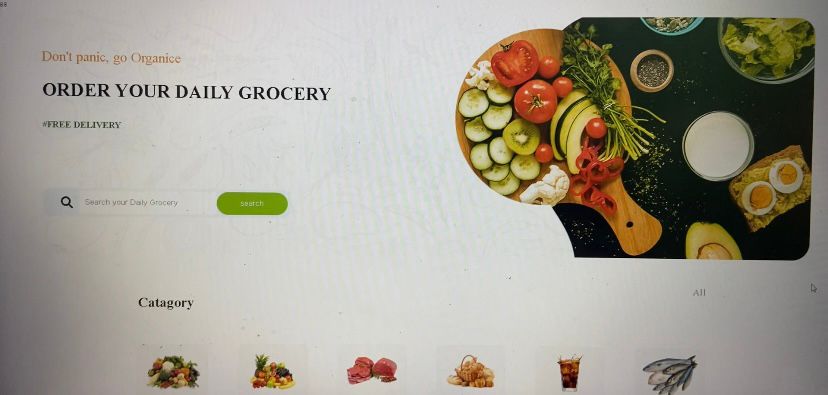 Don't panic, go Organice
ORDER YOUR DAILY GROCERY
#FREE DELIVERY
Search your Daily Grocery
search
All
Catagory